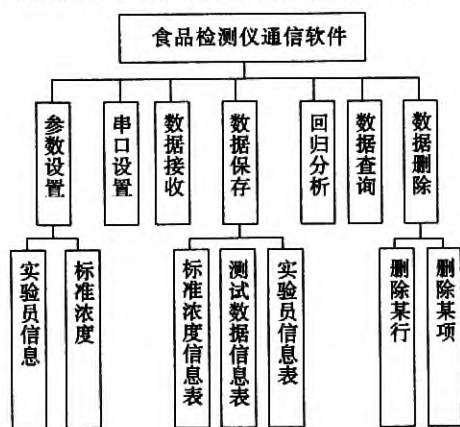 食品检测仪通信软件
参数设置
串口设置
数据接收
数据保存
回归分析
数据查询
数据删除
实验员信息
标准浓度
标准浓度信息表
测试数据信息表
实验员信息表
删除某行
删除某项